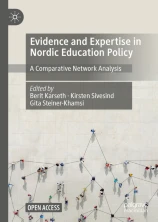 Evidence and Expertise in
Nordic Education Policy
A Comparative Network Analysis
Edited by
Berit Karseth · Kirsten Sivesind
Gita Steiner-Khamsi
OPEN ACCESS